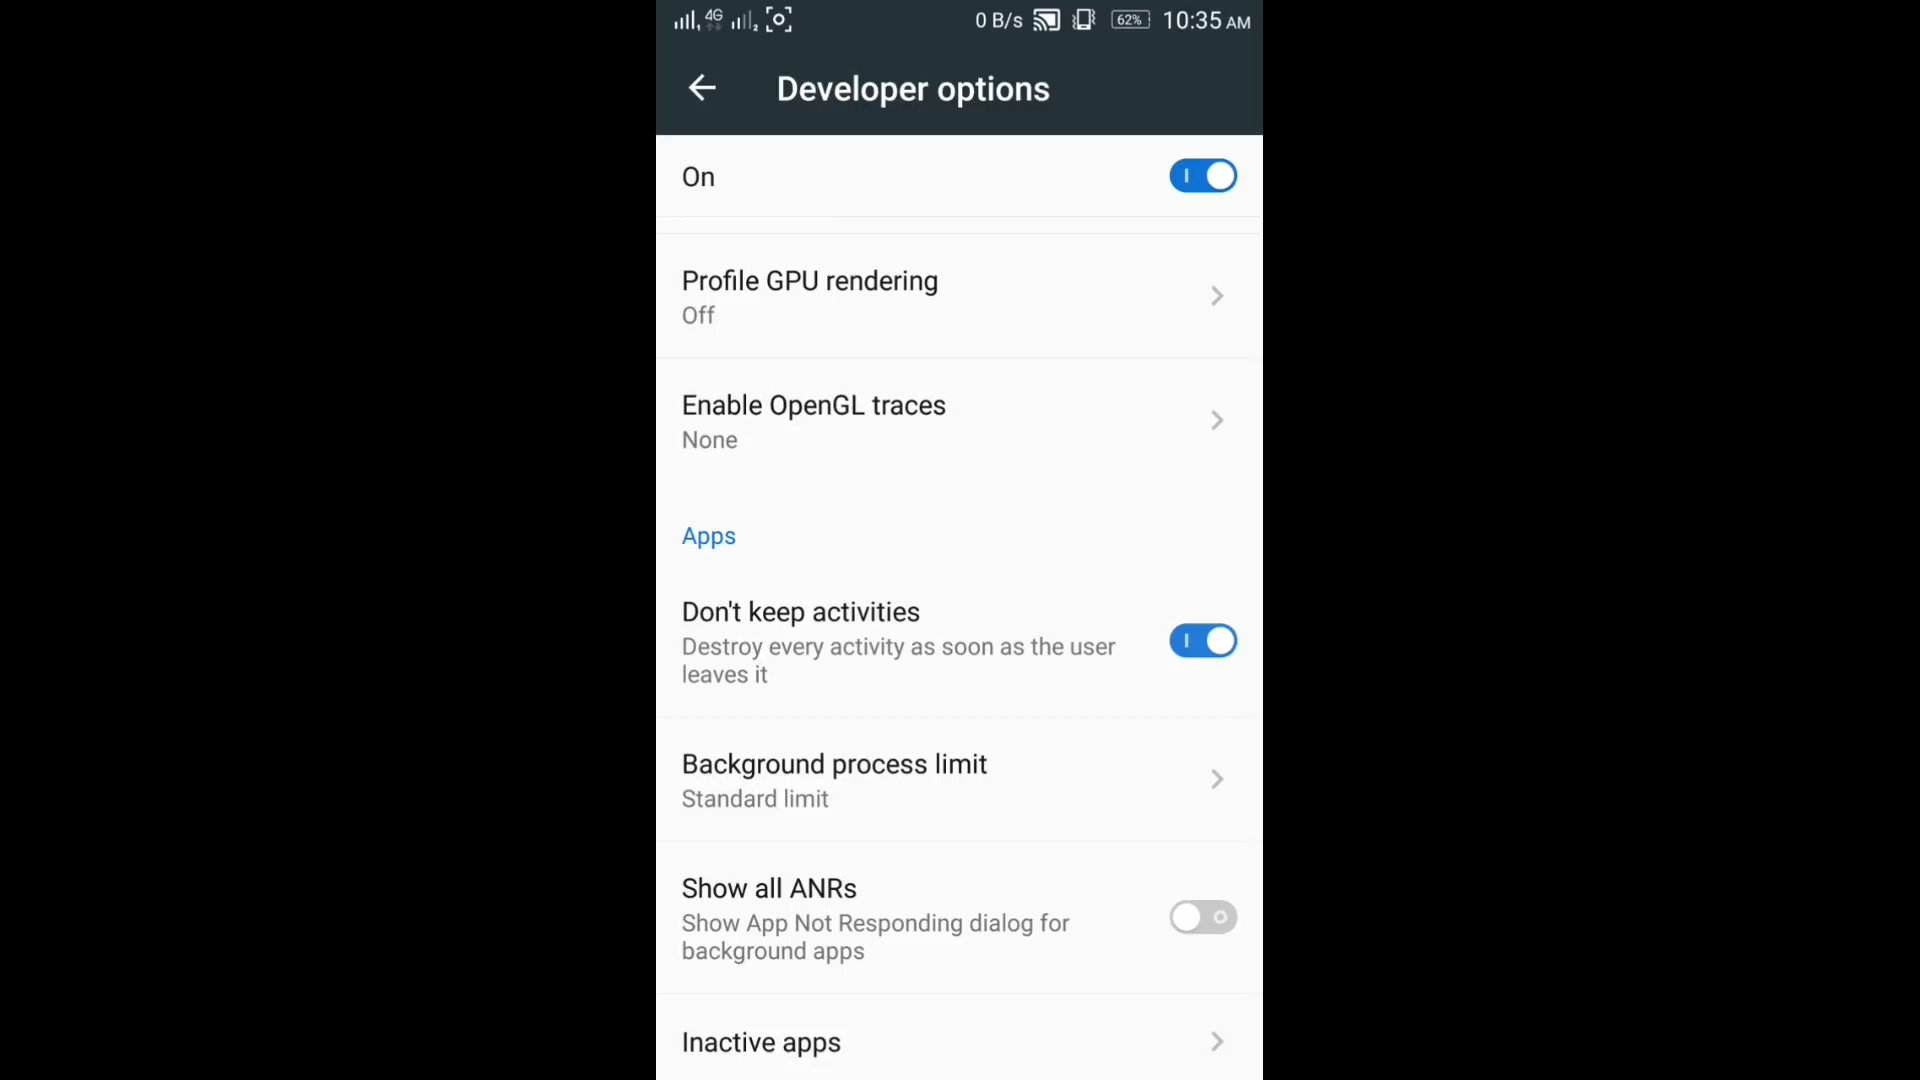 4G 0 B/s 62% 10:35 AM
Developer options
On
Profile GPU rendering
Off
Enable OpenGL traces
None
Apps
Don't keep activities
Destroy every activity as soon as the user
leaves it
Background process limit
Standard limit
Show all ANRs
Show App Not Responding dialog for
background apps
Inactive apps